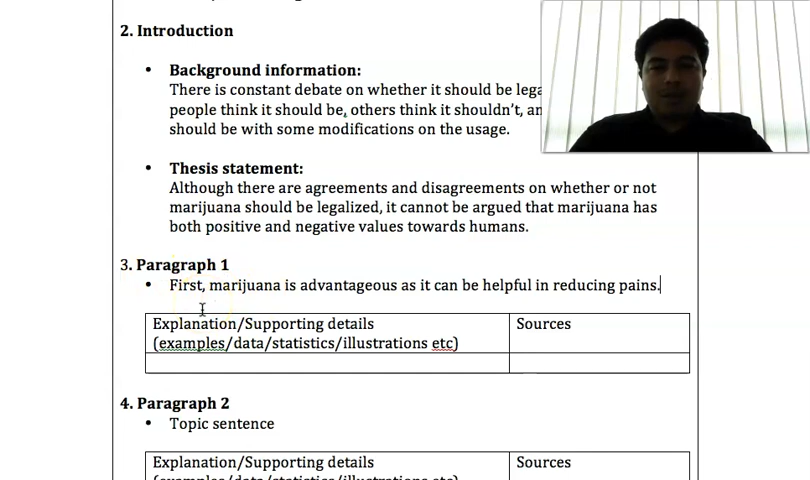 2. Introduction
• Background information:
There is constant debate on whether it should be
people think it should be, others think it shouldn't,
should be with some modifications on the usage.
• Thesis statement:
Although there are agreements and disagreements on whether or not
marijuana should be legalized, it cannot be argued that marijuana has
both positive and negative values towards humans.
3. Paragraph 1
• First, marijuana is advantageous as it can be helpful in reducing pains.
Explanation/Supporting details Sources
(examples/data/statistics/illustrations etc)
4. Paragraph 2
• Topic sentence
Explanation/Supporting details Sources